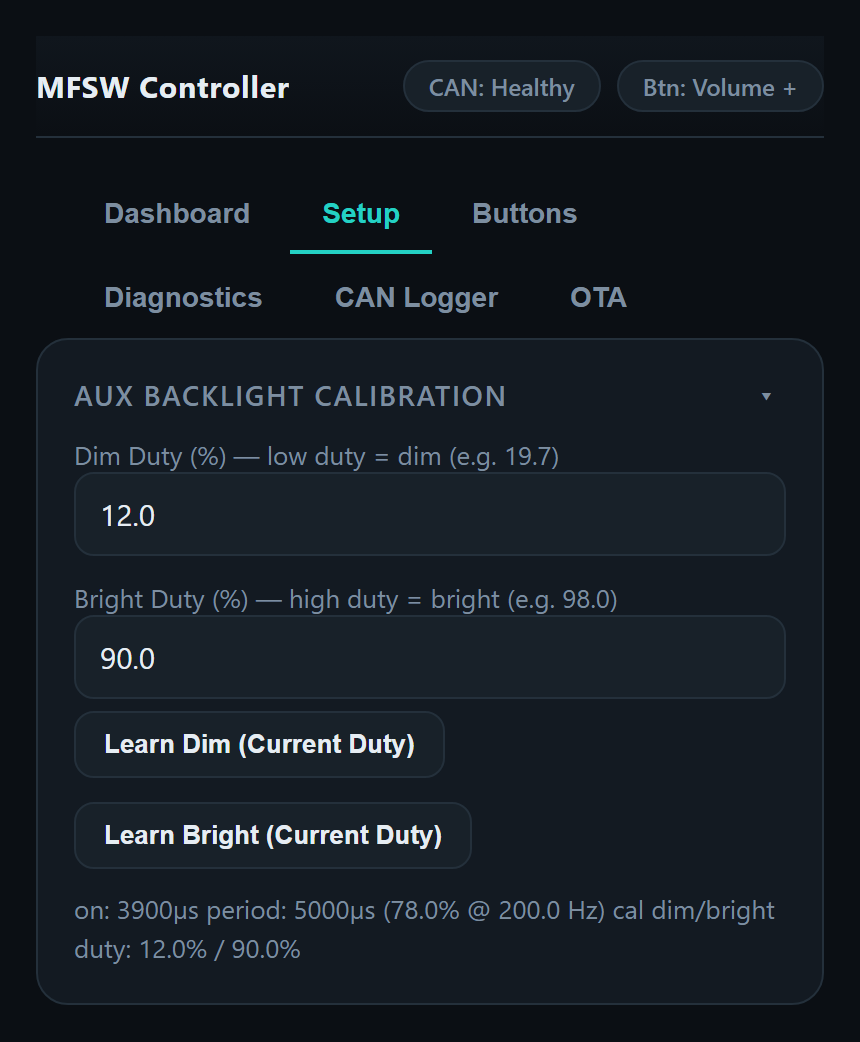 MFSW Controller
CAN: Healthy
Btn: Volume +
Dashboard
Setup
Buttons
Diagnostics
CAN Logger
OTA
AUX BACKLIGHT CALIBRATION ▼
Dim Duty (%) — low duty = dim (e.g. 19.7)
12.0
Bright Duty (%) — high duty = bright (e.g. 98.0)
90.0
Learn Dim (Current Duty)
Learn Bright (Current Duty)
on: 3900µs period: 5000µs (78.0% @ 200.0 Hz) cal dim/bright
duty: 12.0% / 90.0%